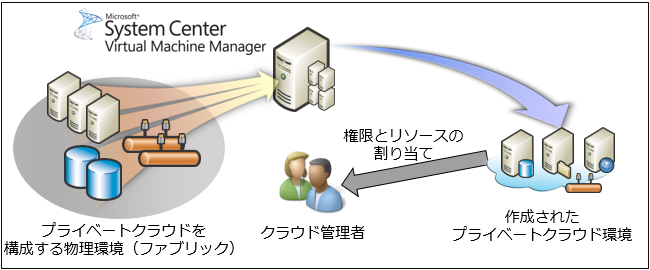 Microsoft®
System Center
Virtual Machine Manager
権限とリソースの
割り当て
プライベートクラウドを
構成する物理環境（ファブリック）
クラウド管理者
作成された
プライベートクラウド環境